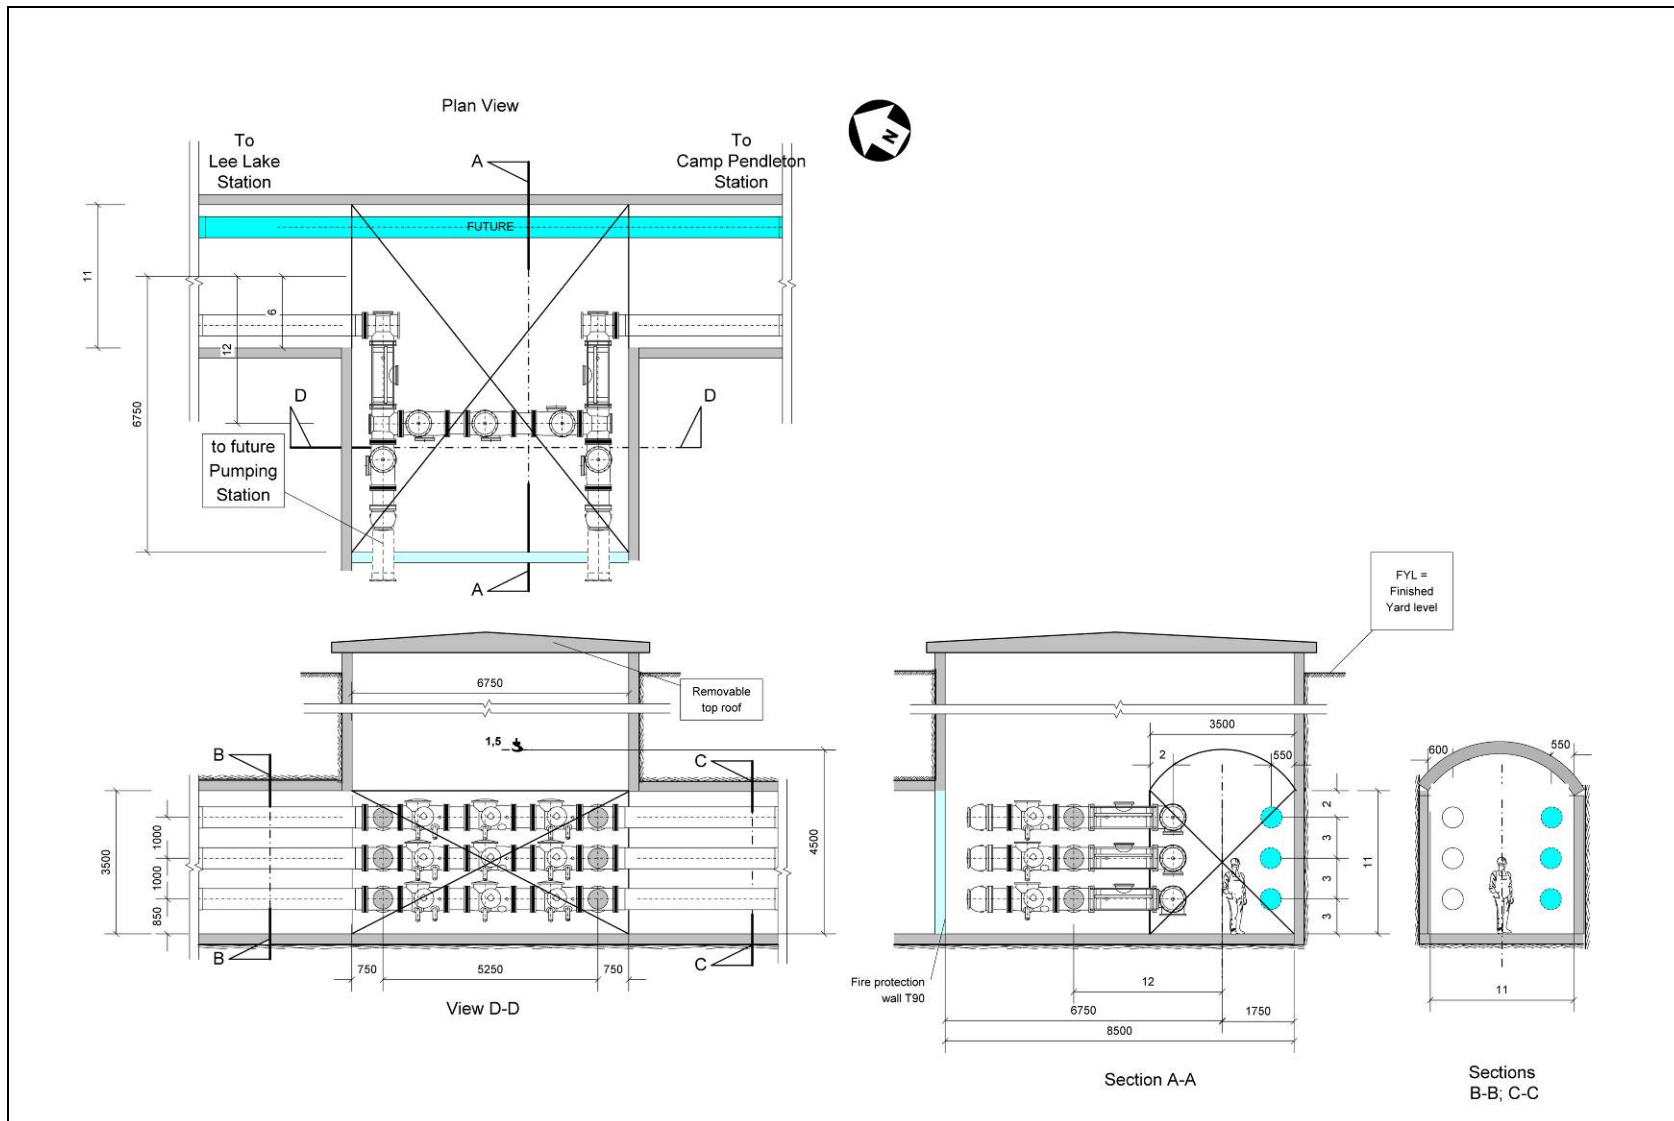 Plan View
To
Lee Lake
Station
A
To
Camp Pendleton
Station
N
FUTURE
11
6
12
6750
D
D
to future
Pumping
Station
A
FYL =
Finished
Yard level
6750
Removable
top roof
1,5
B
C
3500
1000
1000
850
4500
B
C
750
5250
750
View D-D
3500
2
550
2
3
3
3
11
Fire protection
wall T90
12
6750
1750
8500
Section A-A
600
550
11
Sections
B-B; C-C